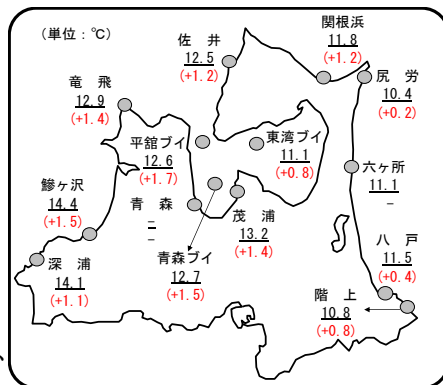 (単位：℃)
関根浜
11.8
(+1.2)
佐井
12.5
(+1.2)
尻労
10.4
(+0.2)
竜飛
12.9
(+1.4)
平舘ブイ
12.6
(+1.7)
東湾ブイ
11.1
(+0.8)
六ヶ所
11.1
－
鰺ヶ沢
14.4
(+1.5)
青森
－
－
茂浦
13.2
(+1.4)
青森ブイ
12.7
(+1.5)
深浦
14.1
(+1.1)
八戸
11.5
(+0.4)
階上
10.8
(+0.8)